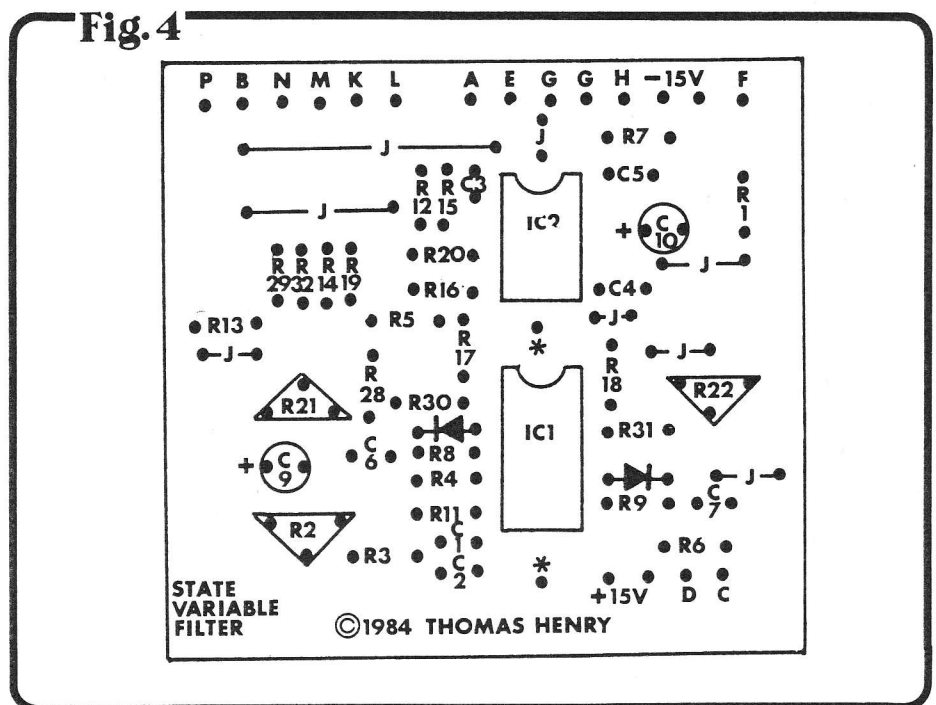 Fig. 4
P B N M K L A E G G H -15V F
J
R7
J
C3
C5
R 12
R 15
R 1
IC2
J
+ C 10
R20
J
R 29
R 32
R 14
R 19
R16
C4
R13
R5
J
J
R 17
*
J
R 18
R 28
R21
R22
R30
IC1
R31
C 6
R8
+ C 9
R4
J
R9
C 7
R11
R2
C 1
R3
R6
C 2
*
+15V D C
STATE
VARIABLE
FILTER
©1984 THOMAS HENRY